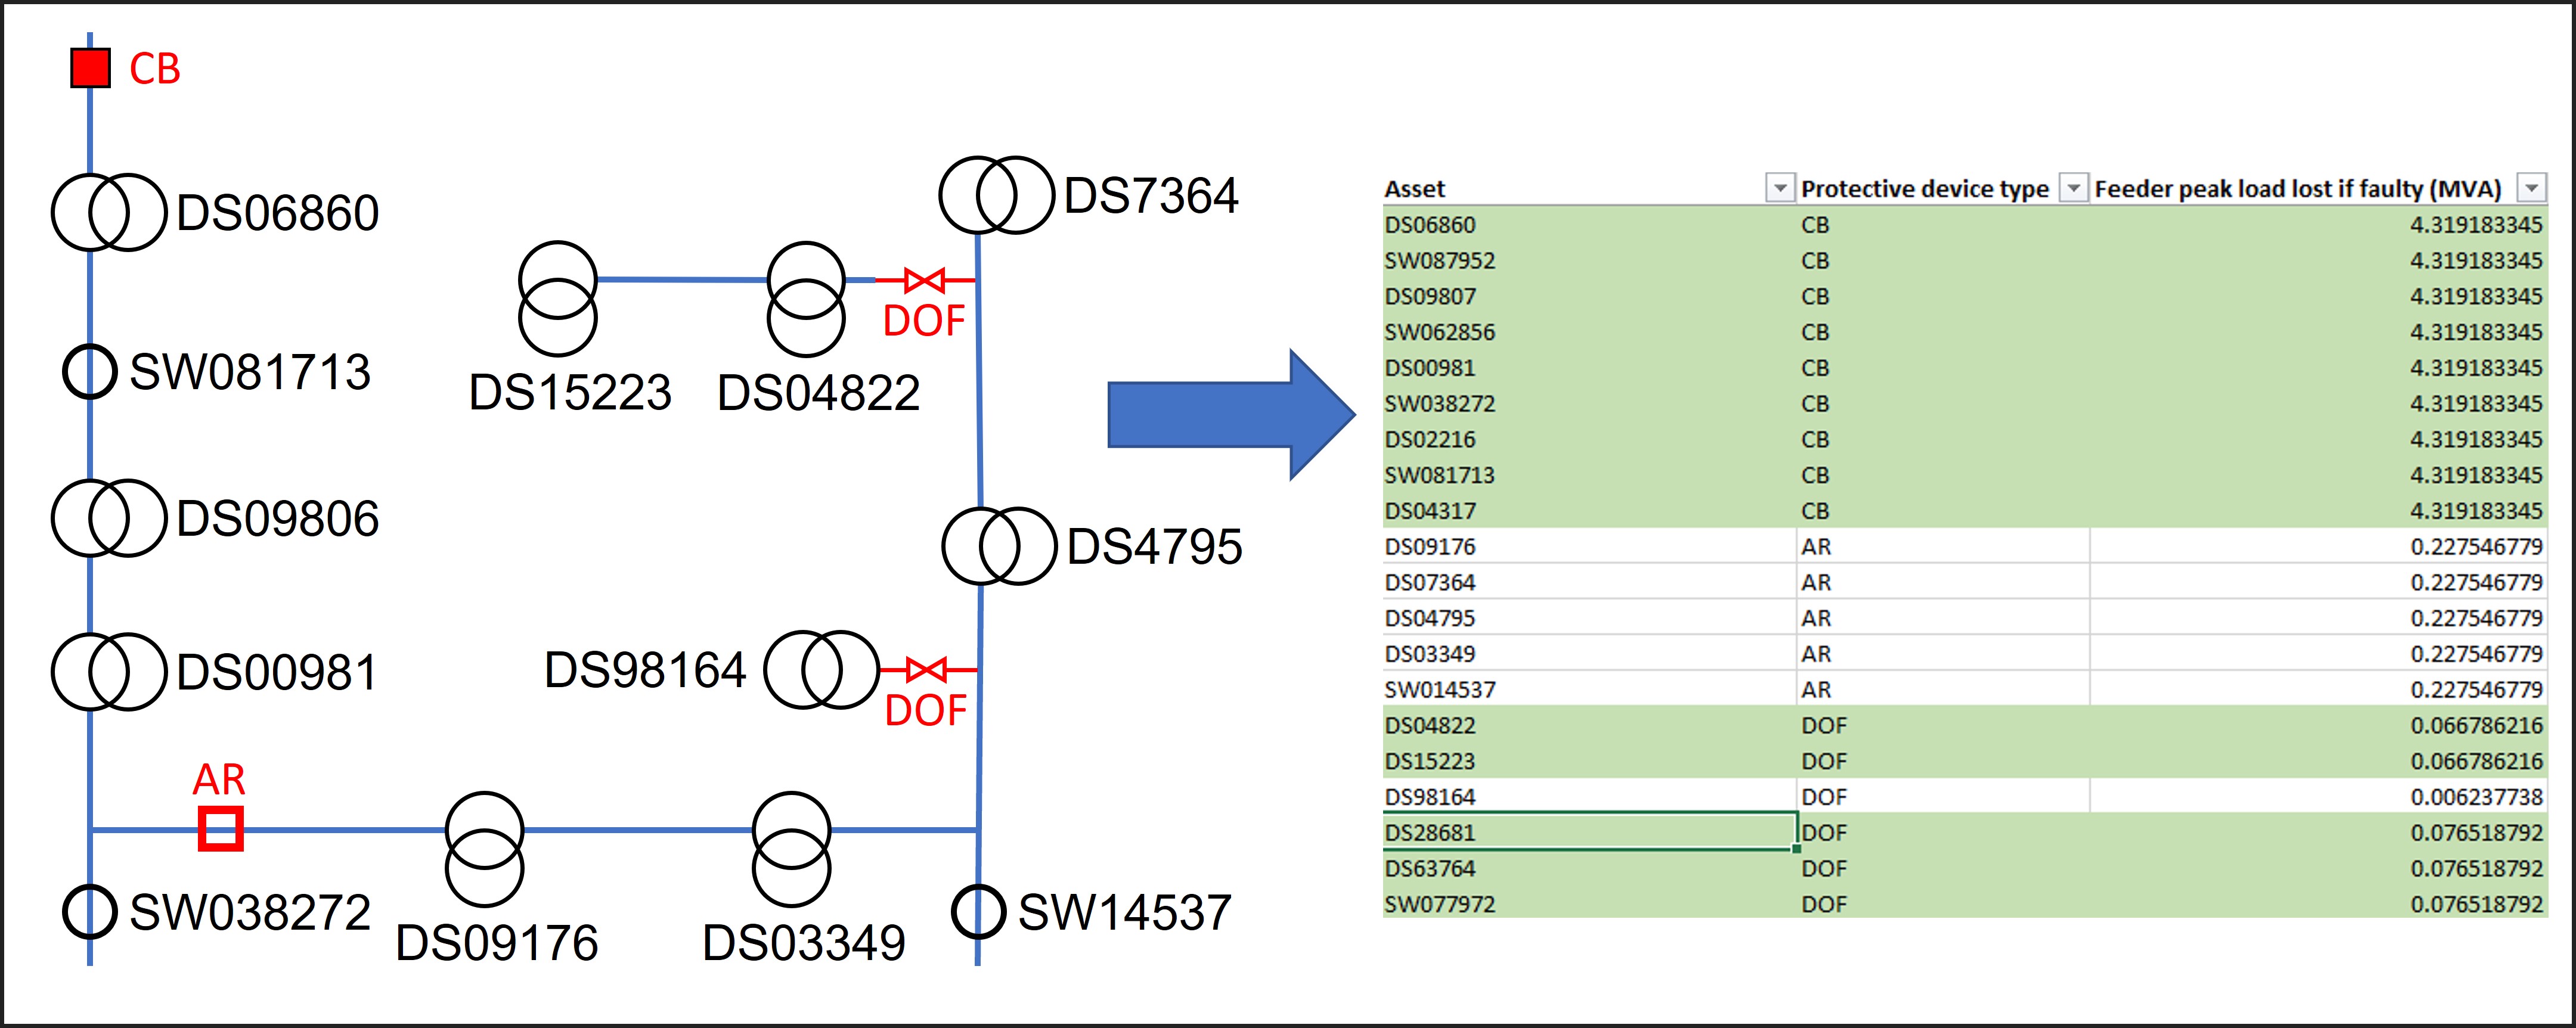 CB
DS06860
SW081713
DS09806
DS00981
AR
SW038272
DS09176
DS03349
DS15223
DS04822
DOF
DS7364
DS4795
DS98164
DOF
SW14537
Asset Protective device type Feeder peak load lost if faulty (MVA)
DS06860 CB 4.319183345
SW087952 CB 4.319183345
DS09807 CB 4.319183345
SW062856 CB 4.319183345
DS00981 CB 4.319183345
SW038272 CB 4.319183345
DS02216 CB 4.319183345
SW081713 CB 4.319183345
DS04317 CB 4.319183345
DS09176 AR 0.227546779
DS07364 AR 0.227546779
DS04795 AR 0.227546779
DS03349 AR 0.227546779
SW014537 AR 0.227546779
DS04822 DOF 0.066786216
DS15223 DOF 0.066786216
DS98164 DOF 0.006237738
DS28681 DOF 0.076518792
DS63764 DOF 0.076518792
SW077972 DOF 0.076518792